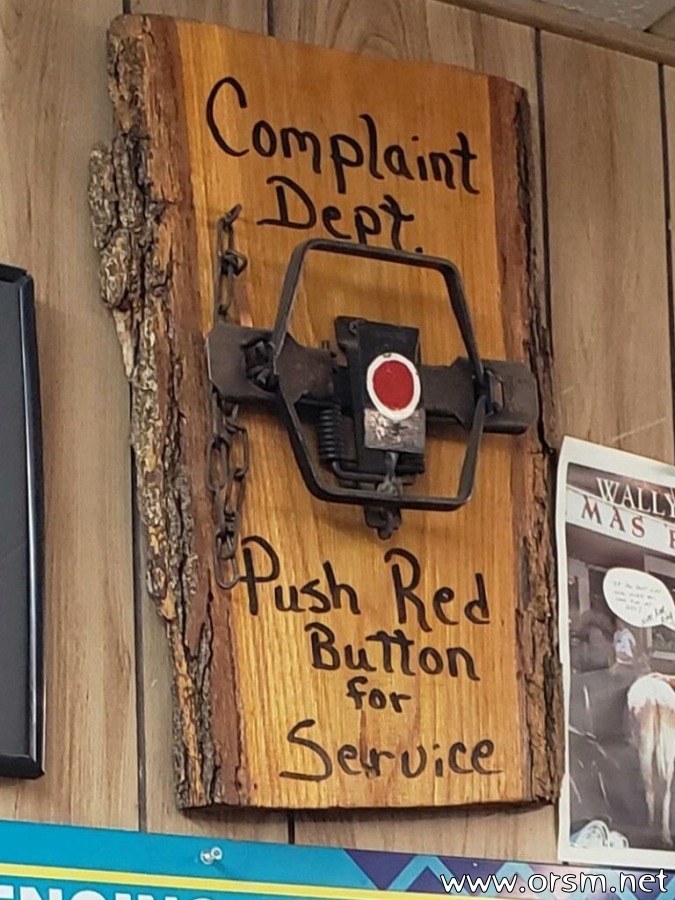 Complaint
Dept.
Push Red
Button
for
Service
WALLY
MAS
www.orsm.net